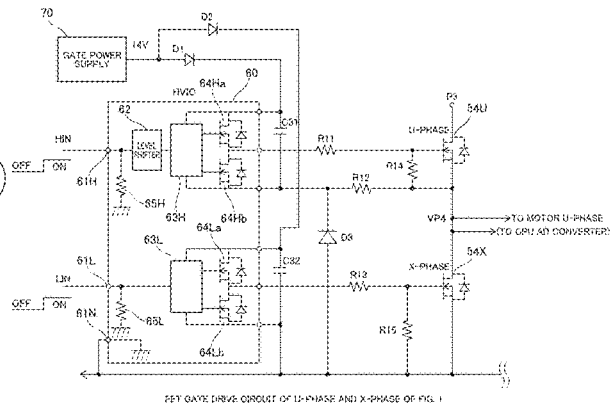 70
GATE POWER
SUPPLY
14V
D2
D1
64Ha
60
HVIC
62
LEVEL
SHIFTER
HIN
OFF
ON
61H
65H
63H
64Hb
C31
R11
R12
R14
P3
U-PHASE
54U
VP4
TO MOTOR U-PHASE
(TO CPU AD CONVERTER)
54X
X-PHASE
D3
63L
64La
61L
LIN
OFF
ON
61N
65L
64Lb
C32
R13
R15
FET GATE DRIVE CIRCUIT OF U-PHASE AND X-PHASE OF FIG. 1